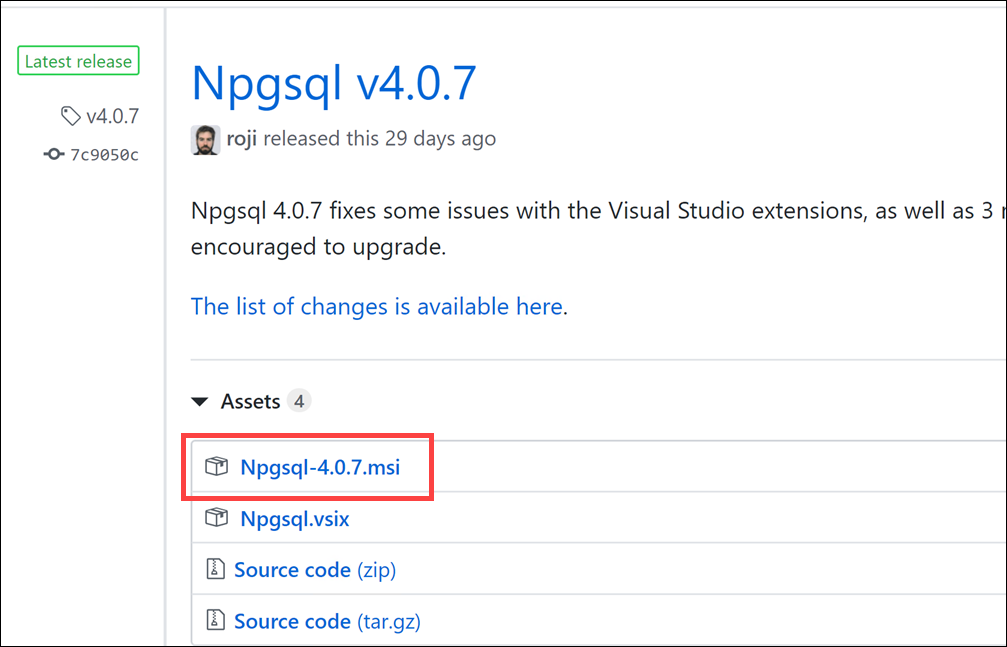 Latest release
v4.0.7
7c9050c
Npgsql v4.0.7
roji released this 29 days ago
Npgsql 4.0.7 fixes some issues with the Visual Studio extensions, as well as 3
encouraged to upgrade.
The list of changes is available here.
Assets 4
Npgsql-4.0.7.msi
Npgsql.vsix
Source code (zip)
Source code (tar.gz)